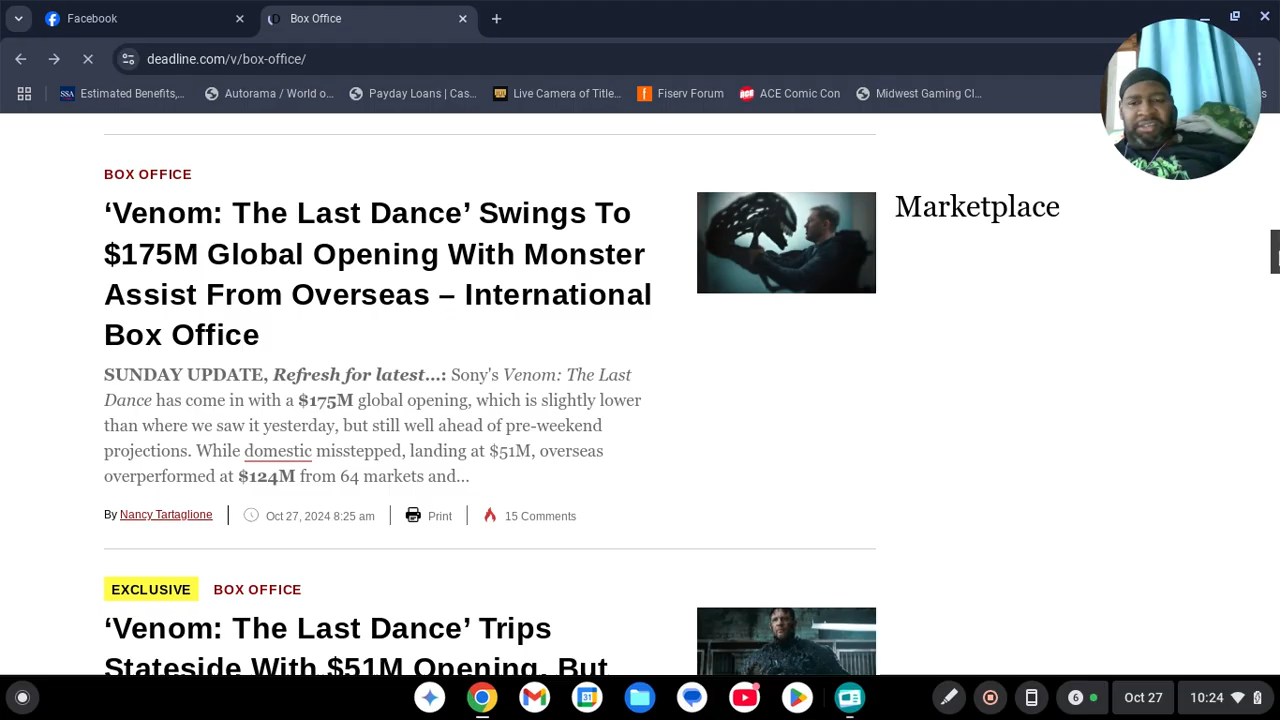 Facebook
Box Office
deadline.com/v/box-office/
Estimated Benefits,...
Autorama / World o...
Payday Loans | Cas...
Live Camera of Title...
Fiserv Forum
ACE Comic Con
Midwest Gaming Cl...
BOX OFFICE
‘Venom: The Last Dance’ Swings To
$175M Global Opening With Monster
Assist From Overseas – International
Box Office
Marketplace
SUNDAY UPDATE, Refresh for latest…: Sony's Venom: The Last
Dance has come in with a $175M global opening, which is slightly lower
than where we saw it yesterday, but still well ahead of pre-weekend
projections. While domestic misstepped, landing at $51M, overseas
overperformed at $124M from 64 markets and...
By Nancy Tartaglione
Oct 27, 2024 8:25 am
Print
15 Comments
EXCLUSIVE BOX OFFICE
‘Venom: The Last Dance’ Trips
Stateside With $51M Opening, But
6
Oct 27
10:24